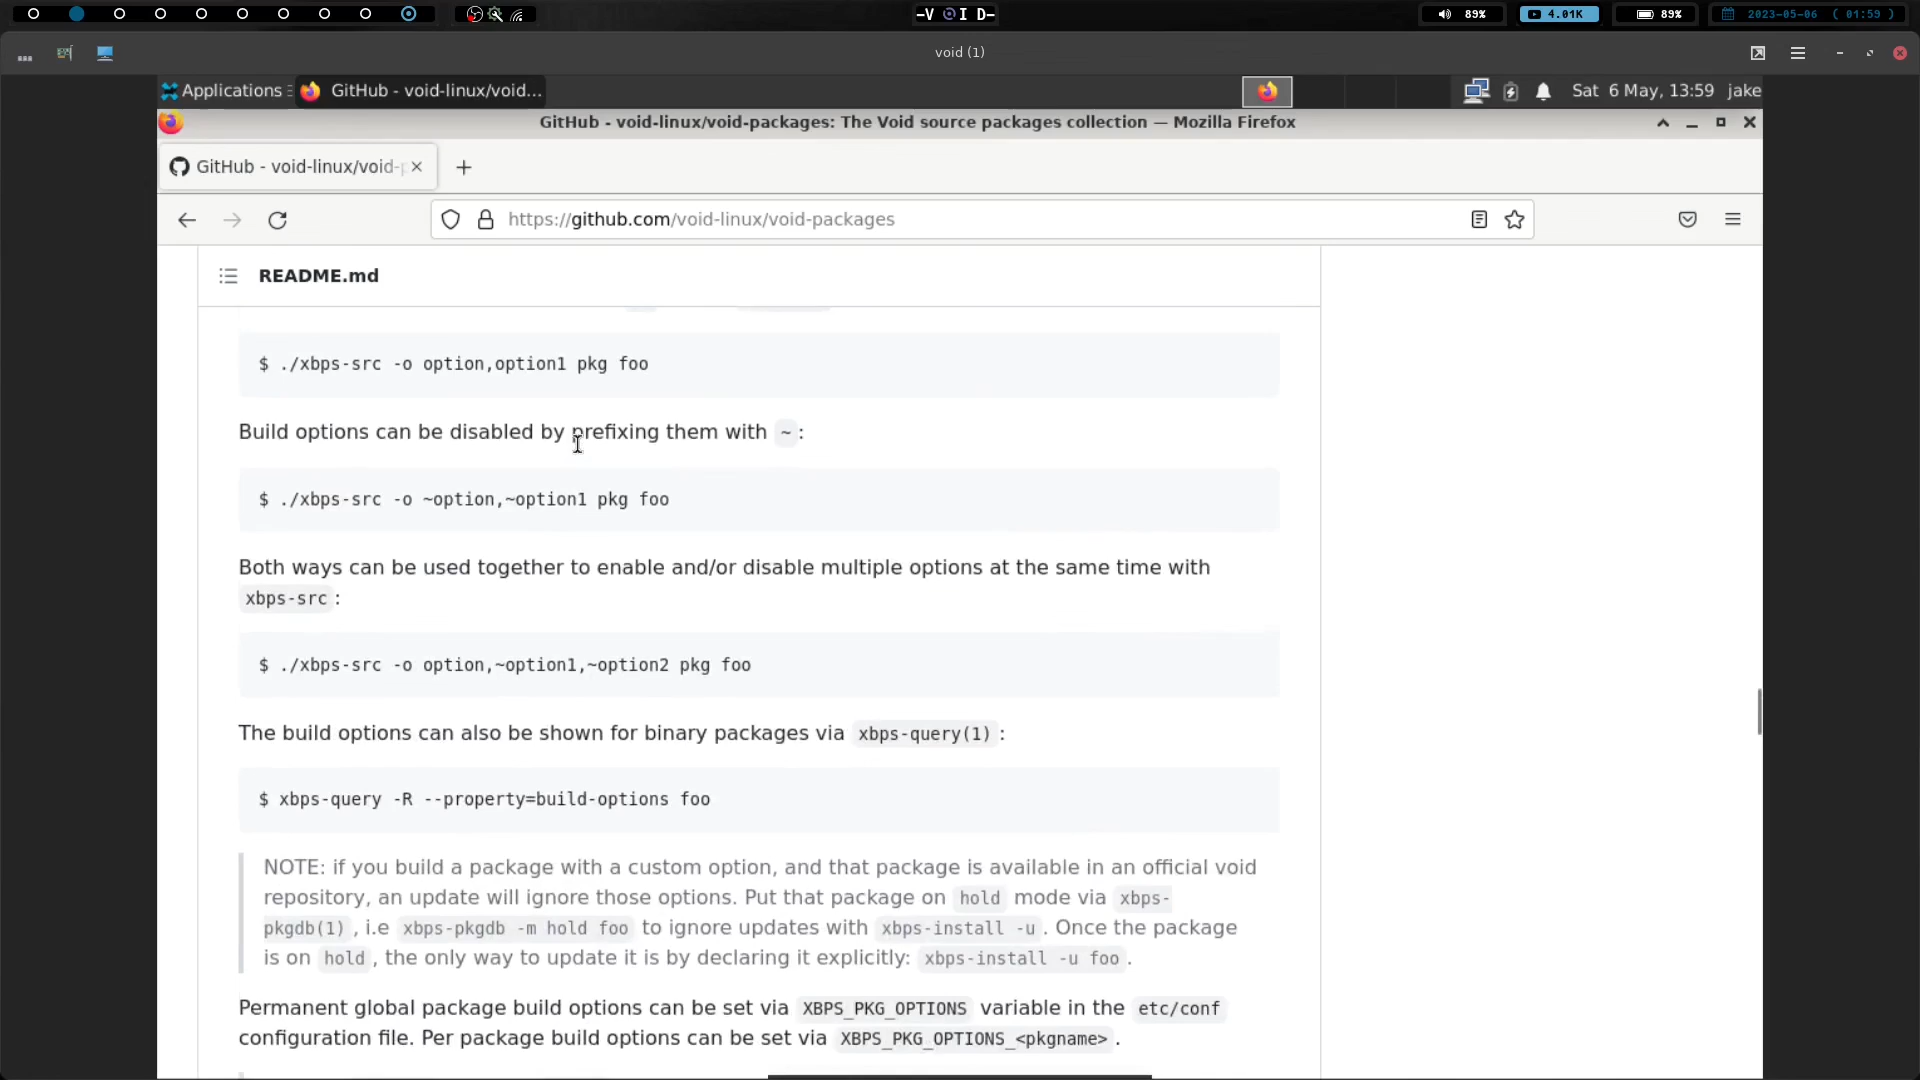 -V I D-
89%
4.01K
89%
2023-05-06 ( 01:59 )
void (1)
Applications
GitHub - void-linux/void...
Sat 6 May, 13:59 jake
GitHub - void-linux/void-packages: The Void source packages collection — Mozilla Firefox
GitHub - void-linux/void-p
https://github.com/void-linux/void-packages
README.md
$ ./xbps-src -o option,option1 pkg foo
Build options can be disabled by prefixing them with ~ :
$ ./xbps-src -o ~option,~option1 pkg foo
Both ways can be used together to enable and/or disable multiple options at the same time with
xbps-src :
$ ./xbps-src -o option,~option1,~option2 pkg foo
The build options can also be shown for binary packages via xbps-query(1) :
$ xbps-query -R --property=build-options foo
NOTE: if you build a package with a custom option, and that package is available in an official void
repository, an update will ignore those options. Put that package on hold mode via xbps-
pkgdb(1) , i.e xbps-pkgdb -m hold foo to ignore updates with xbps-install -u . Once the package
is on hold , the only way to update it is by declaring it explicitly: xbps-install -u foo .
Permanent global package build options can be set via XBPS_PKG_OPTIONS variable in the etc/conf
configuration file. Per package build options can be set via XBPS_PKG_OPTIONS_<pkgname> .